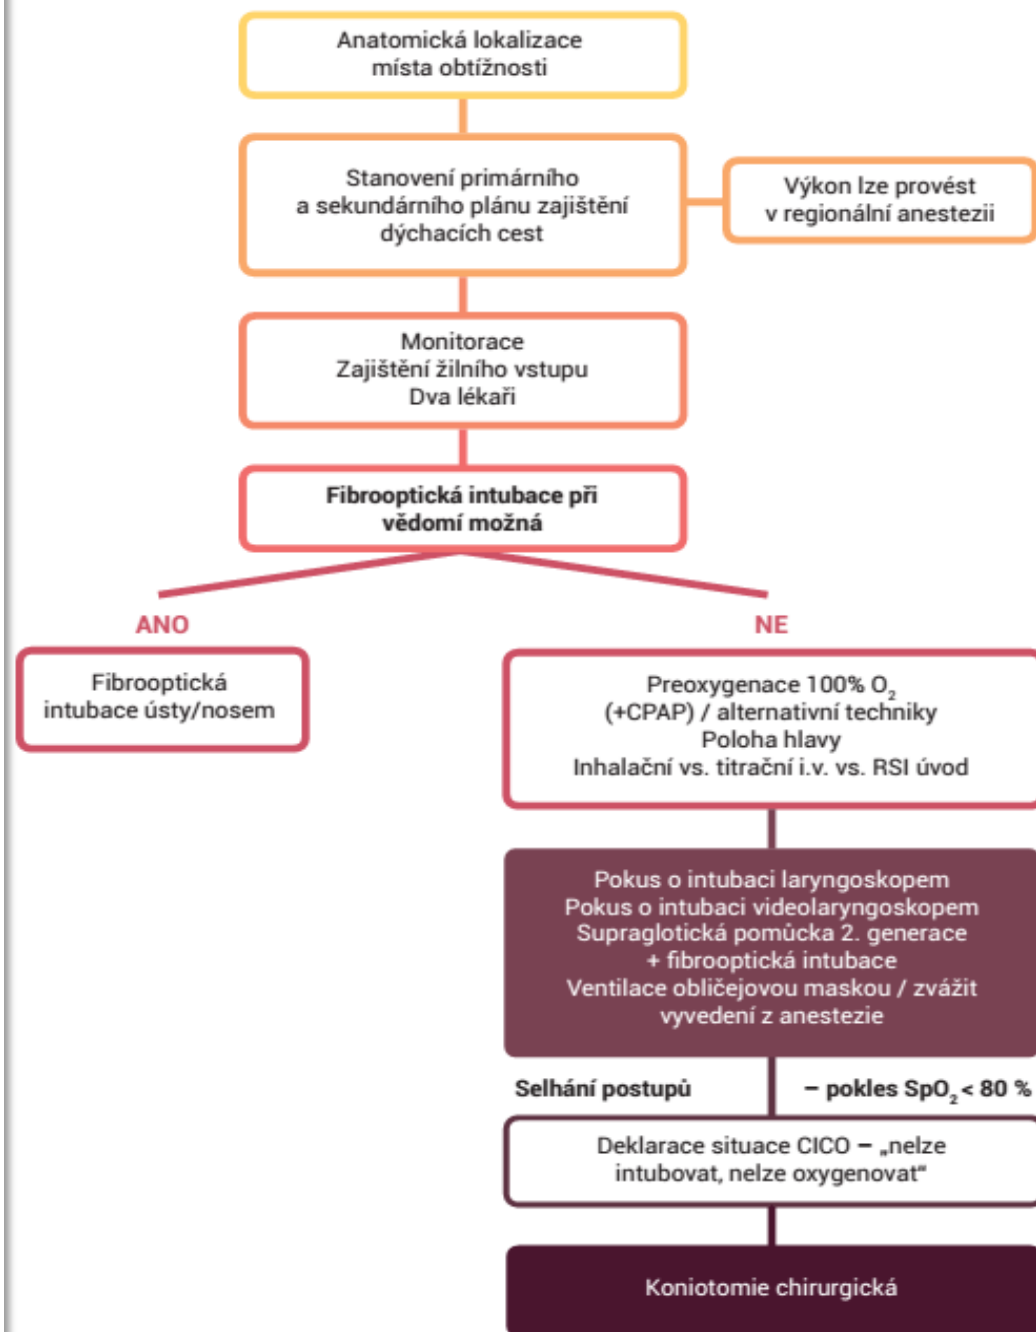 Anatomická lokalizace
místa obtížnosti
Stanovení primárního
a sekundárního plánu zajištění
dýchacích cest
Výkon lze provést
v regionální anestezii
Monitorace
Zajištění žilního vstupu
Dva lékaři
Fibrooptická intubace při
vědomí možná
ANO
NE
Fibrooptická
intubace ústy/nosem
Preoxygenace 100% O₂
(+CPAP) / alternativní techniky
Poloha hlavy
Inhalační vs. titrační i.v. vs. RSI úvod
Pokus o intubaci laryngoskopem
Pokus o intubaci videolaryngoskopem
Supraglotická pomůcka 2. generace
+ fibrooptická intubace
Ventilace obličejovou maskou / zvážit
vyvedení z anestezie
Selhání postupů – pokles SpO₂ < 80 %
Deklarace situace CICO – „nelze
intubovat, nelze oxygenovat“
Koniotomie chirurgická